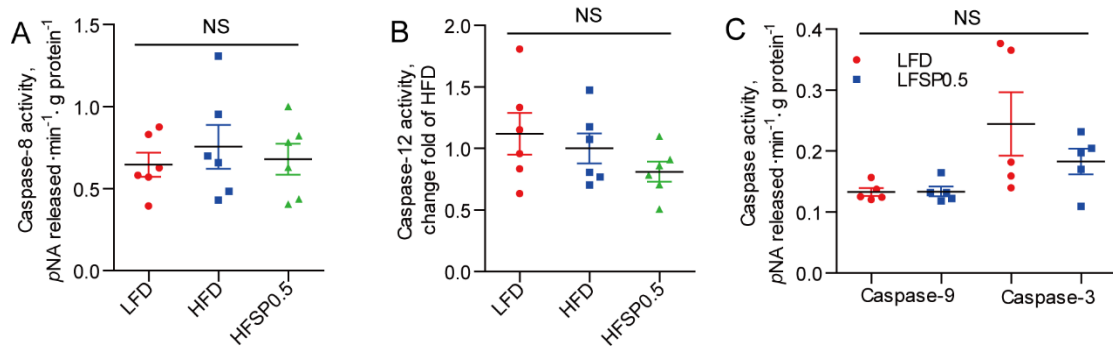 A
NS
Caspase-8 activity,
pNA released ·min⁻¹· g protein⁻¹
1.5
1.0
0.5
0.0
LFD
HFD
HFSP0.5
B
NS
Caspase-12 activity,
change fold of HFD
2.0
1.5
1.0
0.5
0.0
LFD
HFD
HFSP0.5
C
NS
LFD
LFSP0.5
Caspase activity,
pNA released ·min⁻¹· g protein⁻¹
0.4
0.3
0.2
0.1
0.0
Caspase-9
Caspase-3